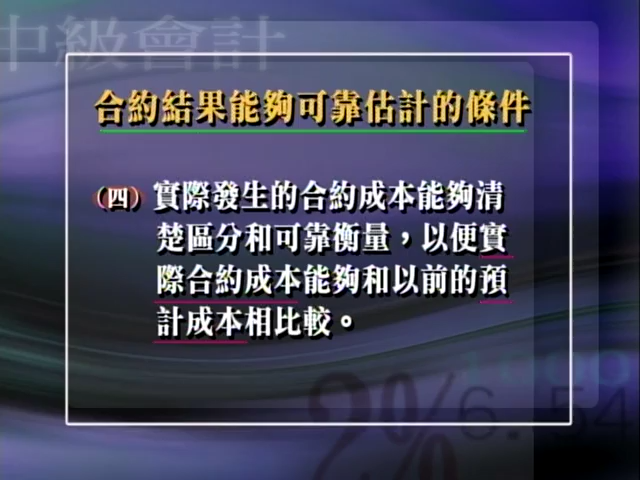 中級會計
合約結果能夠可靠估計的條件
(四) 實際發生的合約成本能夠清
楚區分和可靠衡量，以便實
際合約成本能夠和以前的預
計成本相比較。
2%
6.54